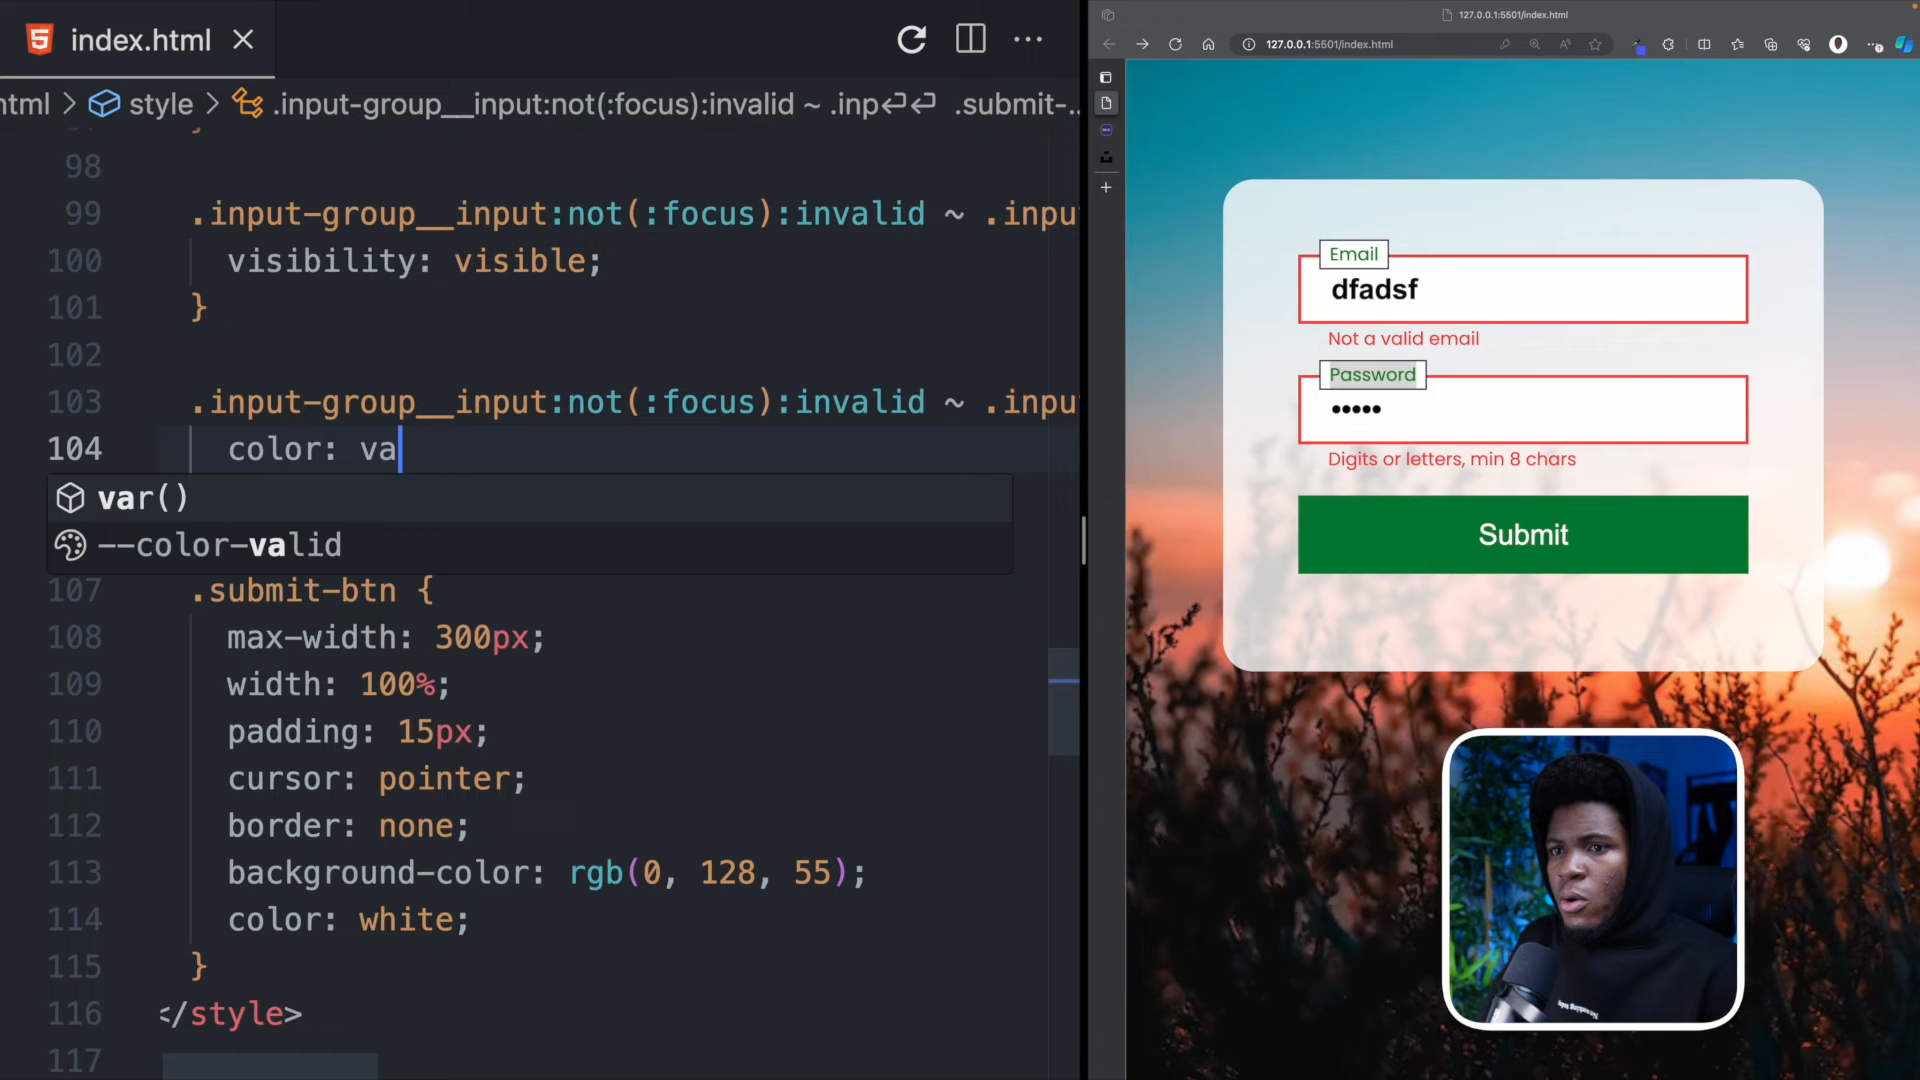 index.html
html > style > .input-group__input:not(:focus):invalid ~ .inp↵↵ .submit-...
98
99 .input-group__input:not(:focus):invalid ~ .inpu
100 visibility: visible;
101 }
102
103 .input-group__input:not(:focus):invalid ~ .inpu
104 color: va
var()
--color-valid
107 .submit-btn {
108 max-width: 300px;
109 width: 100%;
110 padding: 15px;
111 cursor: pointer;
112 border: none;
113 background-color: rgb(0, 128, 55);
114 color: white;
115 }
116 </style>
117
127.0.0.1:5501/index.html
127.0.0.1:5501/index.html
Email
dfadsf
Not a valid email
Password
•••••
Digits or letters, min 8 chars
Submit